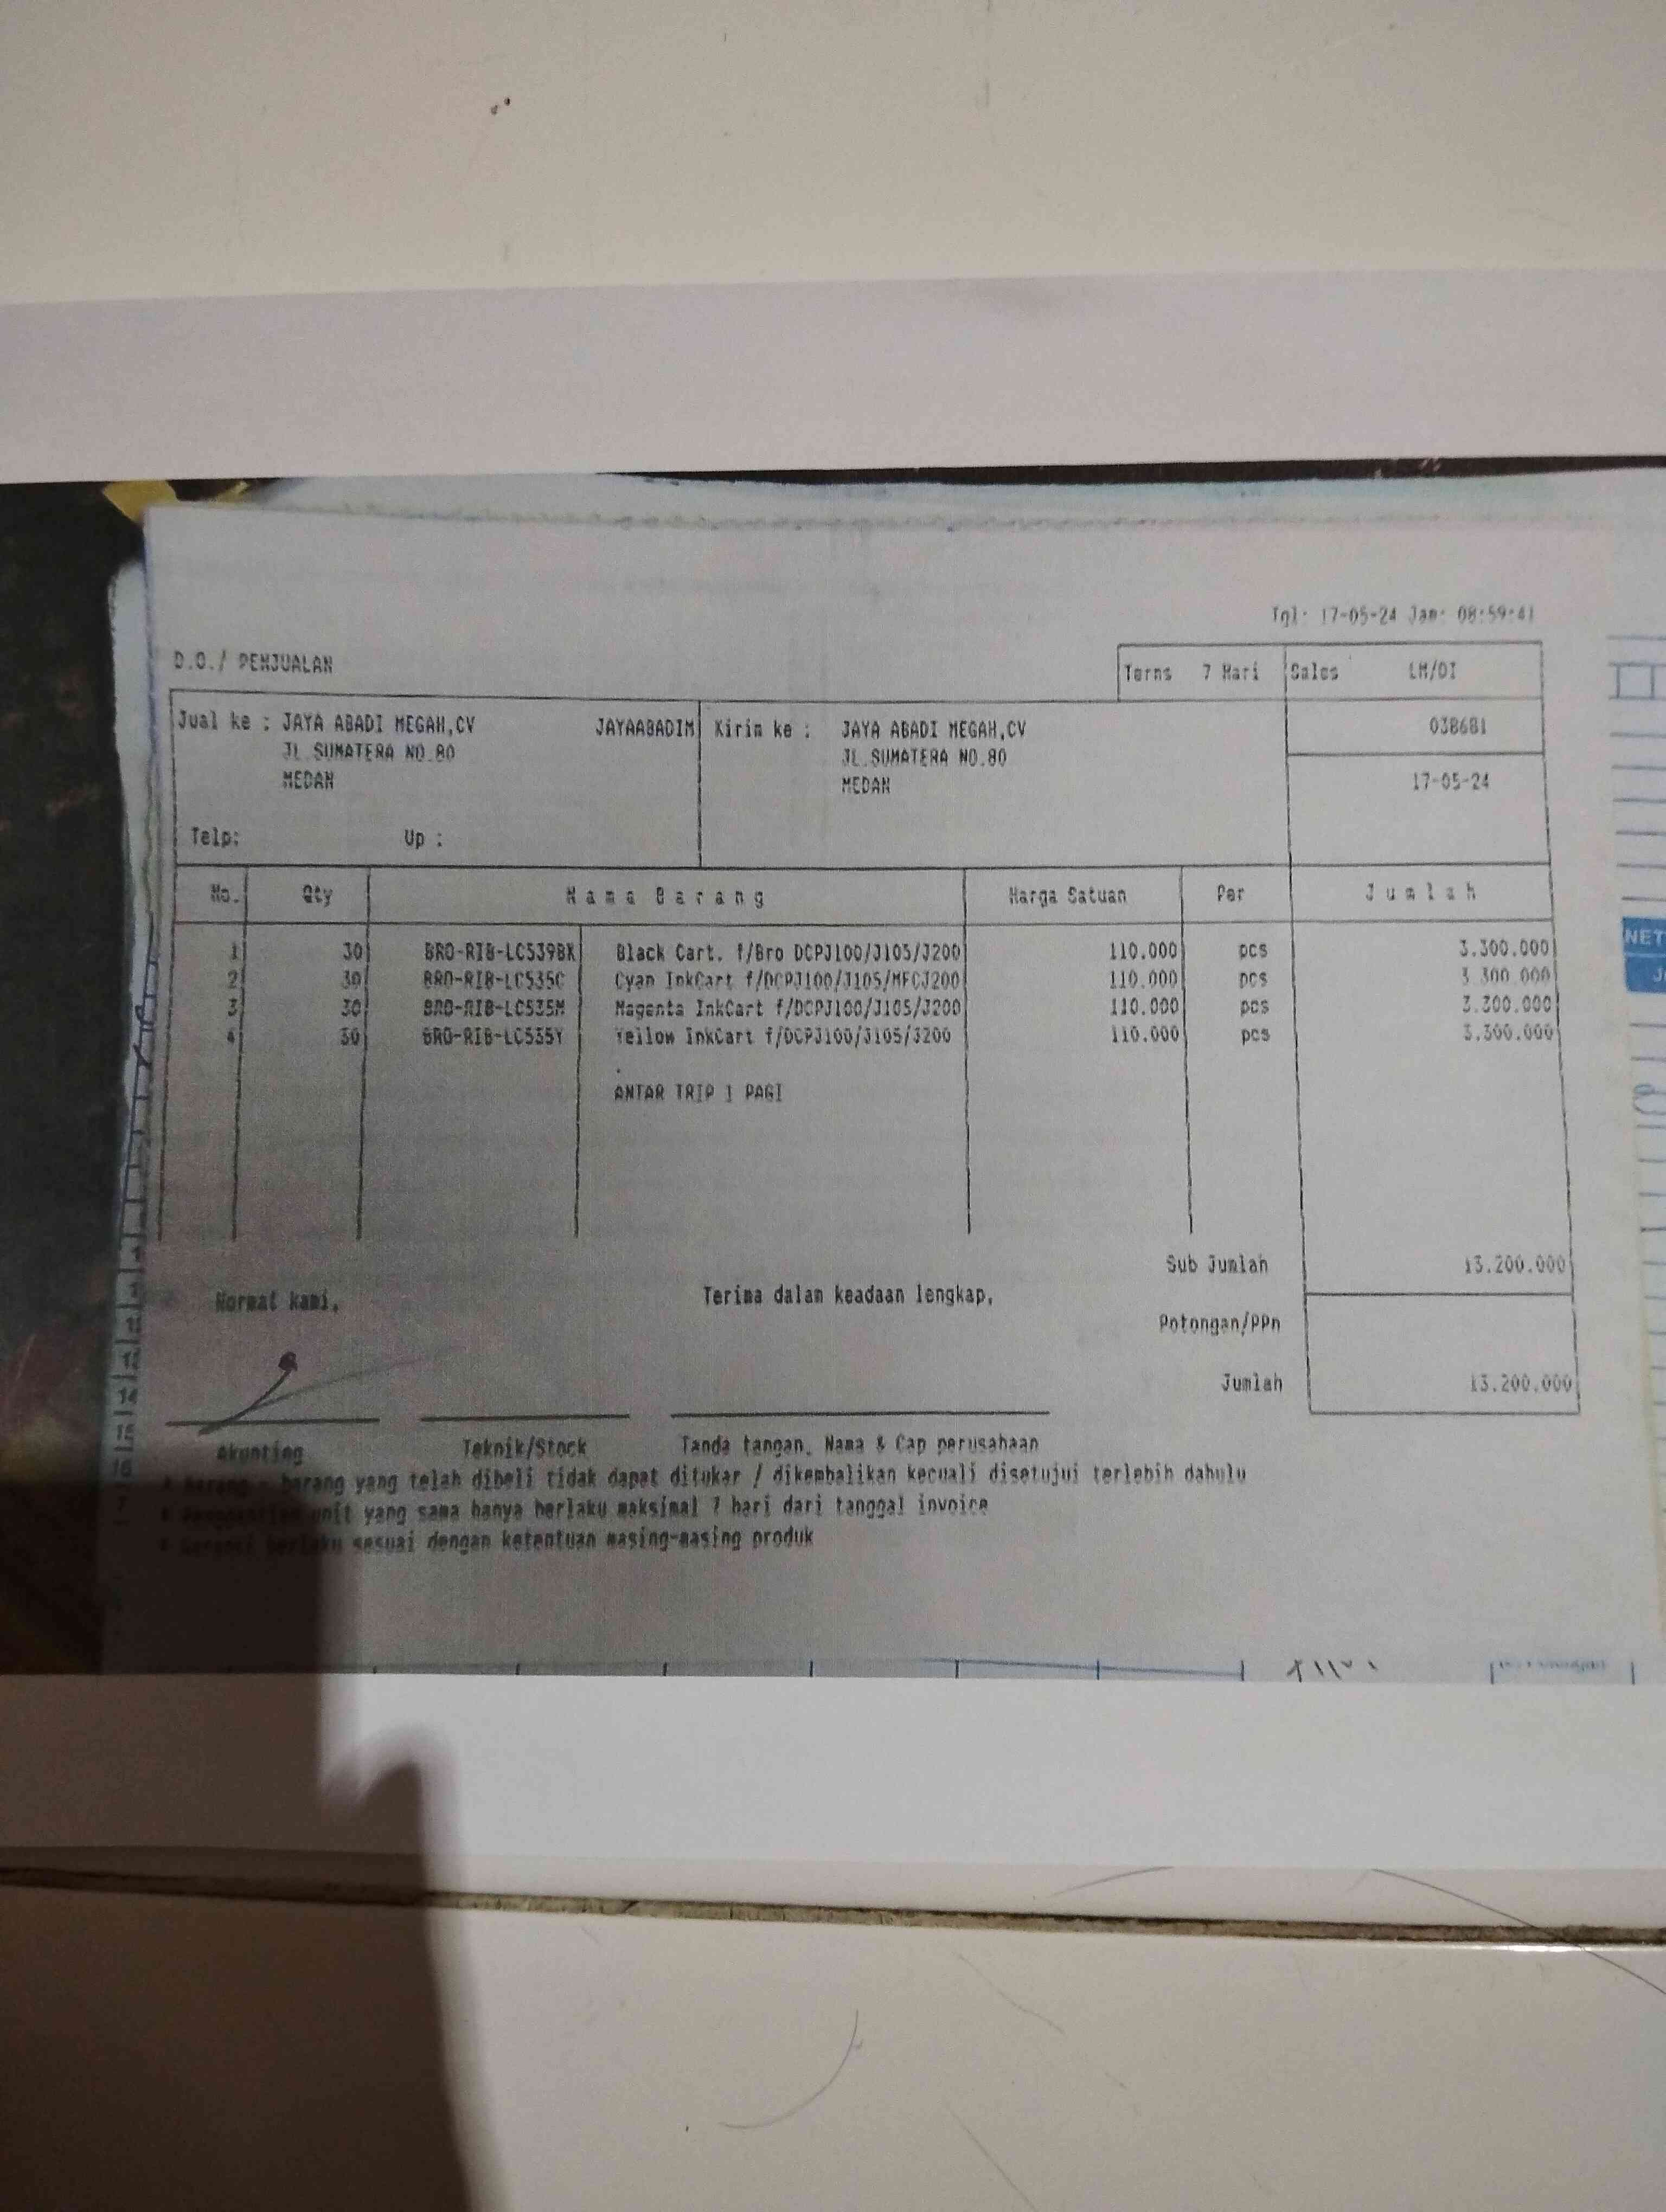 Tgl: 17-05-24 Jam: 08:59:41
D.O./ PENJUALAN
Terms 7 Hari Sales LM/DI
Jual ke : JAYA ABADI MEGAH,CV JAYAABADIM Kirim ke : JAYA ABADI MEGAH,CV 038681
JL.SUMATERA NO.80 JL.SUMATERA NO.80
MEDAN MEDAN 17-05-24
Telp: Up :
No. Qty Nama Barang Harga Satuan Per Jumlah
1 30 BRO-RIB-LC539BK Black Cart. f/Bro DCPJ100/J105/J200 110.000 pcs 3.300.000
2 30 BRO-RIB-LC535C Cyan InkCart f/DCPJ100/J105/MFCJ200 110.000 pcs 3.300.000
3 30 BRO-RIB-LC535M Magenta InkCart f/DCPJ100/J105/J200 110.000 pcs 3.300.000
4 30 BRO-RIB-LC535Y Yellow InkCart f/DCPJ100/J105/J200 110.000 pcs 3.300.000
.
ANTAR TRIP 1 PAGI
Sub Jumlah 13.200.000
Hormat kami, Terima dalam keadaan lengkap,
Potongan/PPn
Jumlah 13.200.000
Akunting Teknik/Stock Tanda tangan, Nama & Cap perusahaan
* Barang - barang yang telah dibeli tidak dapat ditukar / dikembalikan kecuali disetujui terlebih dahulu
unit yang sama hanya berlaku maksimal 7 hari dari tanggal invoice
* Garansi berlaku sesuai dengan ketentuan masing-masing produk
NET
14
15
16